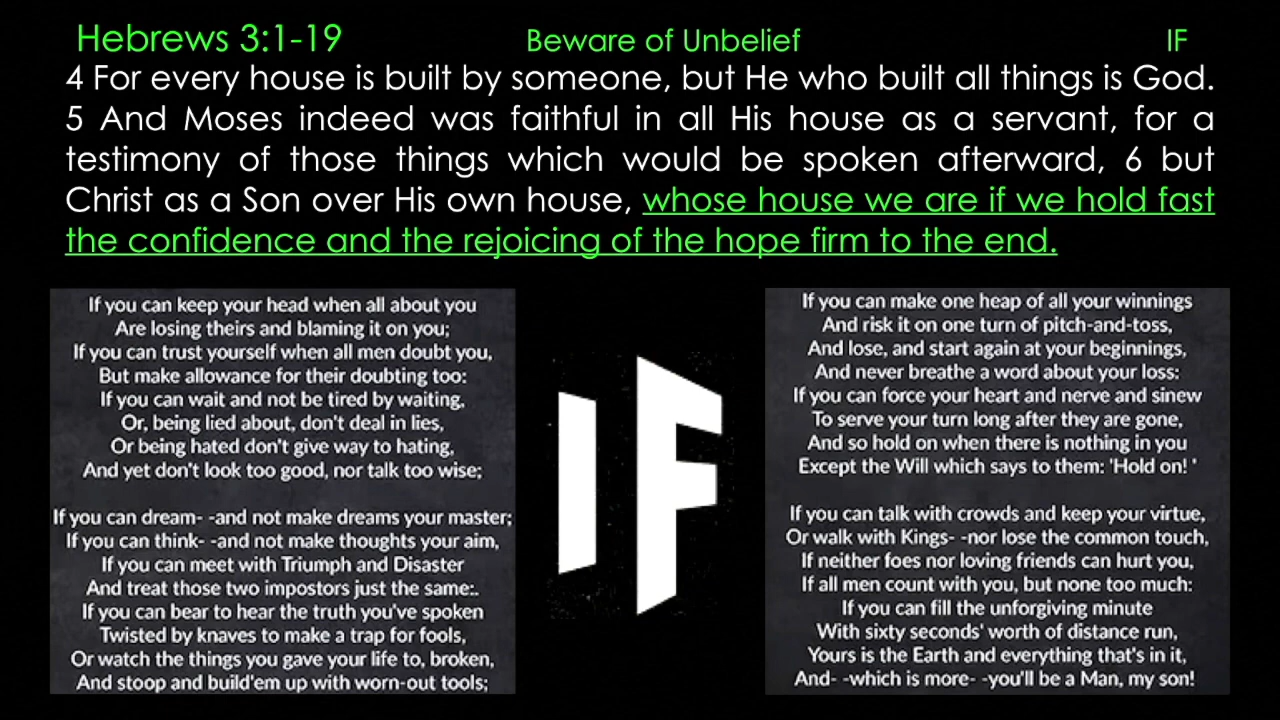 Hebrews 3:1-19 Beware of Unbelief IF
4 For every house is built by someone, but He who built all things is God.
5 And Moses indeed was faithful in all His house as a servant, for a
testimony of those things which would be spoken afterward, 6 but
Christ as a Son over His own house, whose house we are if we hold fast
the confidence and the rejoicing of the hope firm to the end.
If you can keep your head when all about you
Are losing theirs and blaming it on you;
If you can trust yourself when all men doubt you,
But make allowance for their doubting too:
If you can wait and not be tired by waiting,
Or, being lied about, don't deal in lies,
Or being hated don't give way to hating,
And yet don't look too good, nor talk too wise;
If you can dream- -and not make dreams your master;
If you can think- -and not make thoughts your aim,
If you can meet with Triumph and Disaster
And treat those two impostors just the same:.
If you can bear to hear the truth you've spoken
Twisted by knaves to make a trap for fools,
Or watch the things you gave your life to, broken,
And stoop and build'em up with worn-out tools;
IF
If you can make one heap of all your winnings
And risk it on one turn of pitch-and-toss,
And lose, and start again at your beginnings,
And never breathe a word about your loss:
If you can force your heart and nerve and sinew
To serve your turn long after they are gone,
And so hold on when there is nothing in you
Except the Will which says to them: 'Hold on! '
If you can talk with crowds and keep your virtue,
Or walk with Kings- -nor lose the common touch,
If neither foes nor loving friends can hurt you,
If all men count with you, but none too much:
If you can fill the unforgiving minute
With sixty seconds' worth of distance run,
Yours is the Earth and everything that's in it,
And- -which is more- -you'll be a Man, my son!